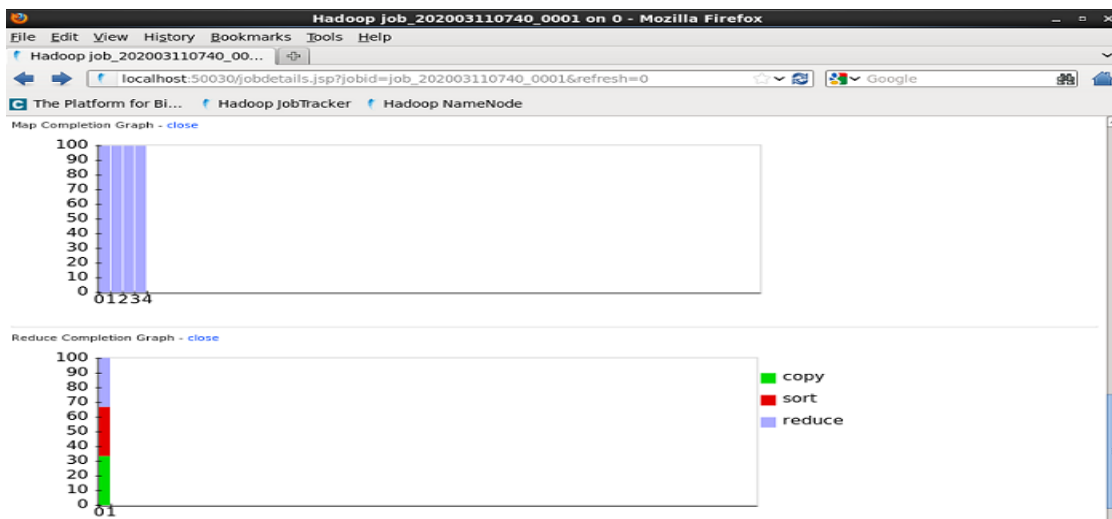 Hadoop job_202003110740_0001 on 0 - Mozilla Firefox
File Edit View History Bookmarks Tools Help
Hadoop job_202003110740_00...
localhost:50030/jobdetails.jsp?jobid=job_202003110740_0001&refresh=0 Google
The Platform for Bi... Hadoop JobTracker Hadoop NameNode
Map Completion Graph - close
100
90
80
70
60
50
40
30
20
10
0
01234
Reduce Completion Graph - close
100
90
80
70
60
50
40
30
20
10
0
01
copy
sort
reduce